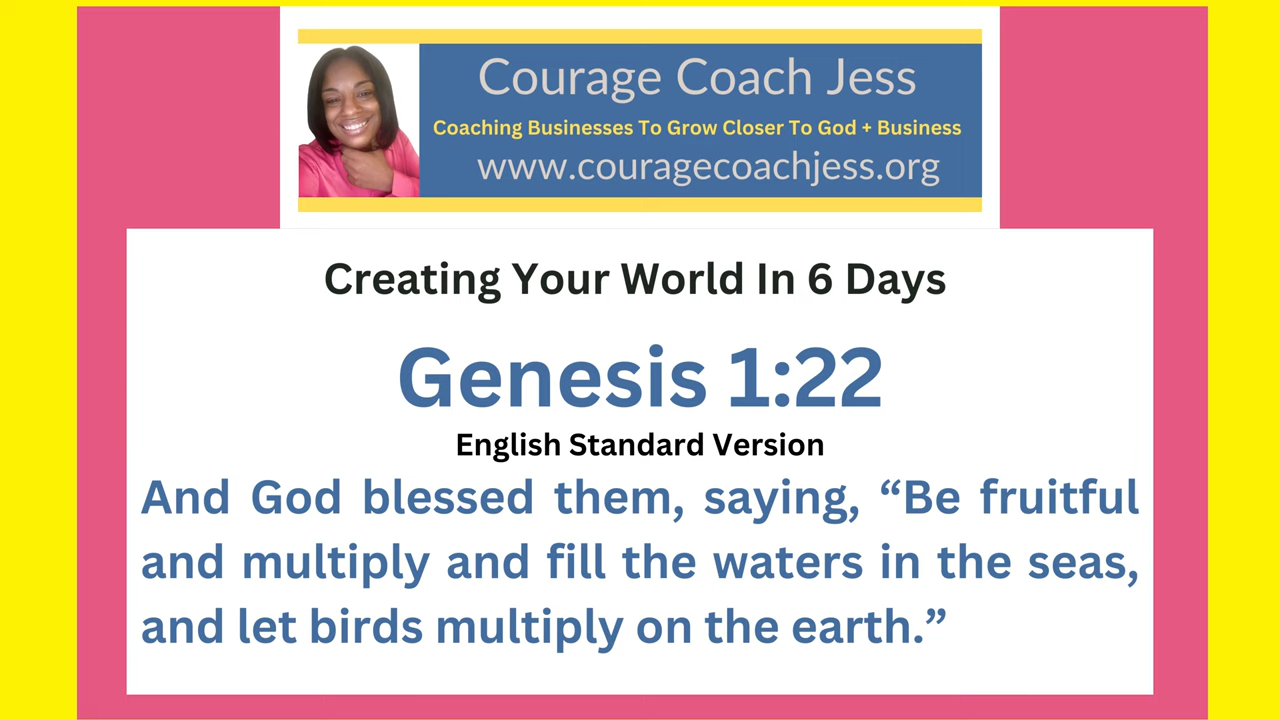 Courage Coach Jess
Coaching Businesses To Grow Closer To God + Business
www.couragecoachjess.org
Creating Your World In 6 Days
Genesis 1:22
English Standard Version
And God blessed them, saying, “Be fruitful
and multiply and fill the waters in the seas,
and let birds multiply on the earth.”